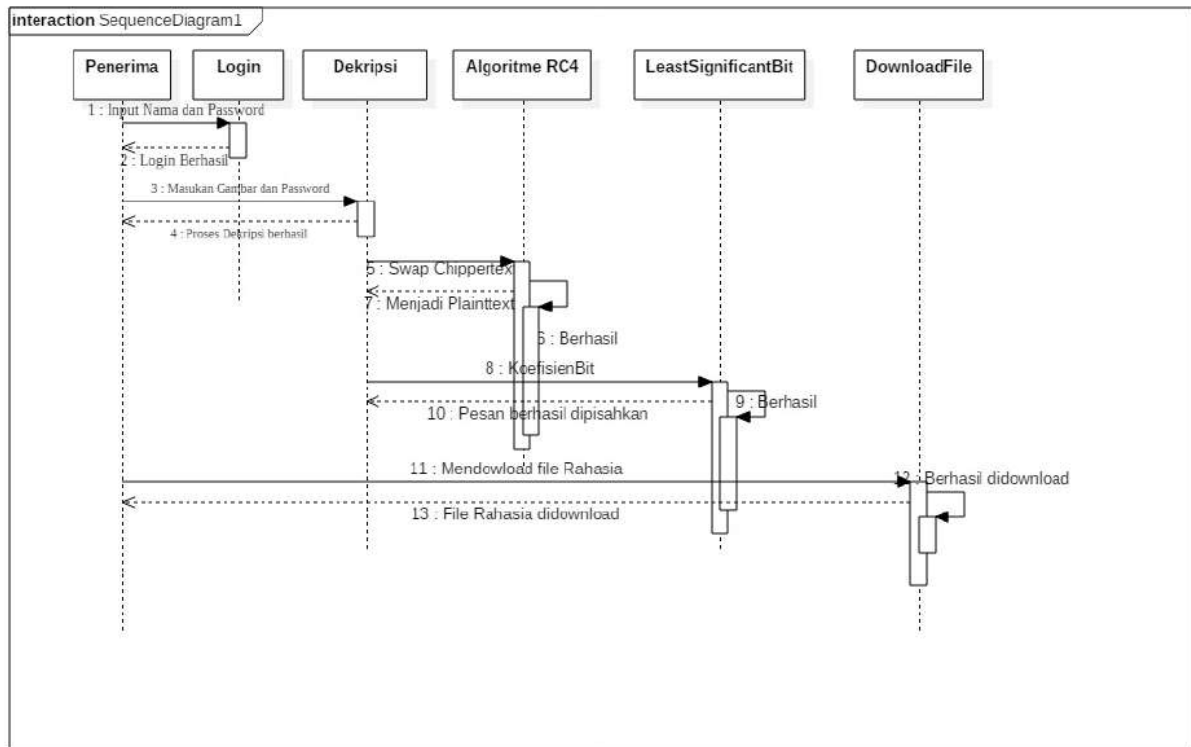 interaction SequenceDiagram1
Penerima
Login
Dekripsi
Algoritme RC4
LeastSignificantBit
DownloadFile
1 : Input Nama dan Password
2 : Login Berhasil
3 : Masukan Gambar dan Password
4 : Proses Dekripsi berhasil
5 : Swap Chippertex
7 : Menjadi Plainttext
6 : Berhasil
8 : KoefisienBit
9 : Berhasil
10 : Pesan berhasil dipisahkan
11 : Mendowload file Rahasia
12 : Berhasil didownload
13 : File Rahasia didownload